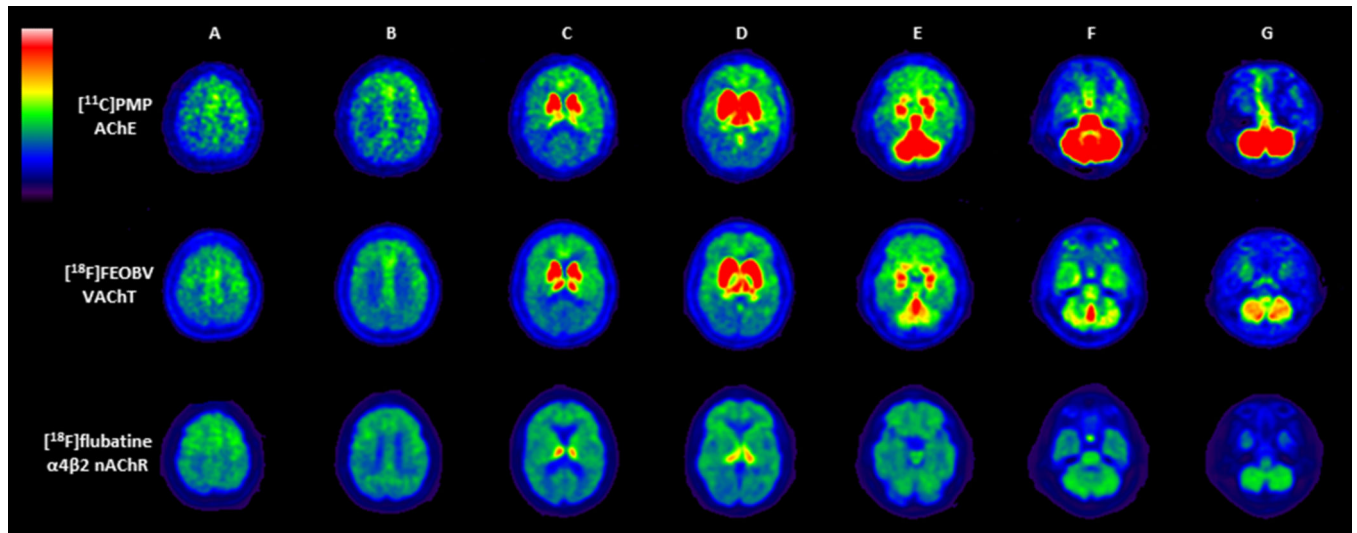 A B C D E F G
[¹¹C]PMP
AChE
[¹⁸F]FEOBV
VAChT
[¹⁸F]flubatine
α4β2 nAChR